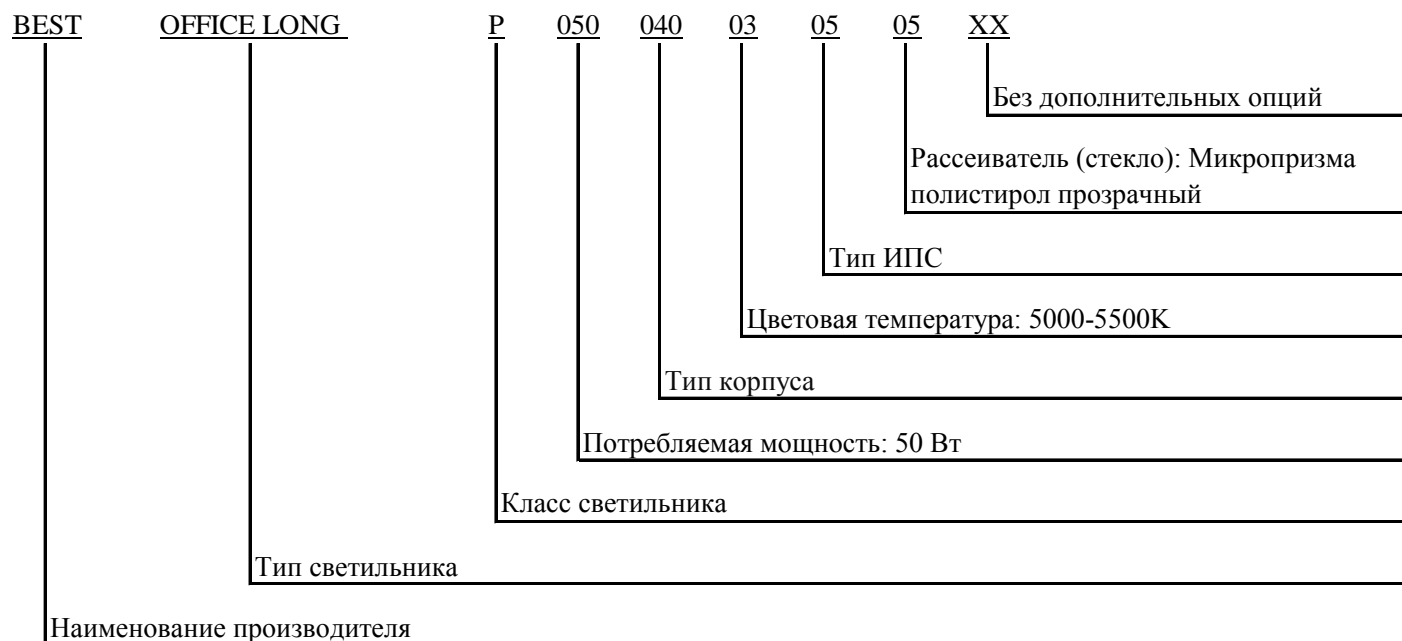 BEST OFFICE LONG P 050 040 03 05 05 XX
Без дополнительных опций
Рассеиватель (стекло): Микропризма
полистирол прозрачный
Тип ИПС
Цветовая температура: 5000-5500К
Тип корпуса
Потребляемая мощность: 50 Вт
Класс светильника
Тип светильника
Наименование производителя